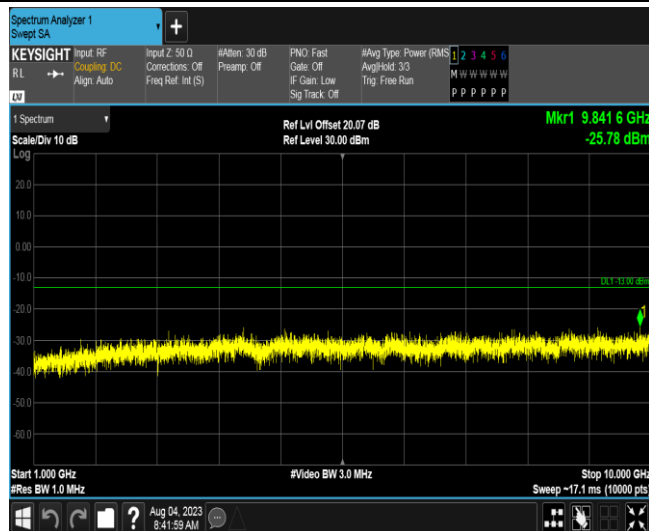 Spectrum Analyzer 1
Swept SA
+
KEYSIGHT Input: RF
RL Coupling: DC
Align: Auto
Input Z: 50 Ω
Corrections: Off
Freq Ref: Int (S)
#Atten: 30 dB
Preamp: Off
PNO: Fast
Gate: Off
IF Gain: Low
Sig Track: Off
#Avg Type: Power (RMS
Avg|Hold: 3/3
Trig: Free Run
1 2 3 4 5 6
M W W W W W
P P P P P P
LXI
1 Spectrum
Scale/Div 10 dB
Log
Ref Lvl Offset 20.07 dB
Ref Level 30.00 dBm
Mkr1 9.841 6 GHz
-25.78 dBm
20.0
10.0
0.00
-10.0
DL1 -13.00 dBm
-20.0
1
-30.0
-40.0
-50.0
-60.0
Start 1.000 GHz
#Res BW 1.0 MHz
#Video BW 3.0 MHz
Stop 10.000 GHz
Sweep ~17.1 ms (10000 pts)
?
Aug 04, 2023
8:41:59 AM